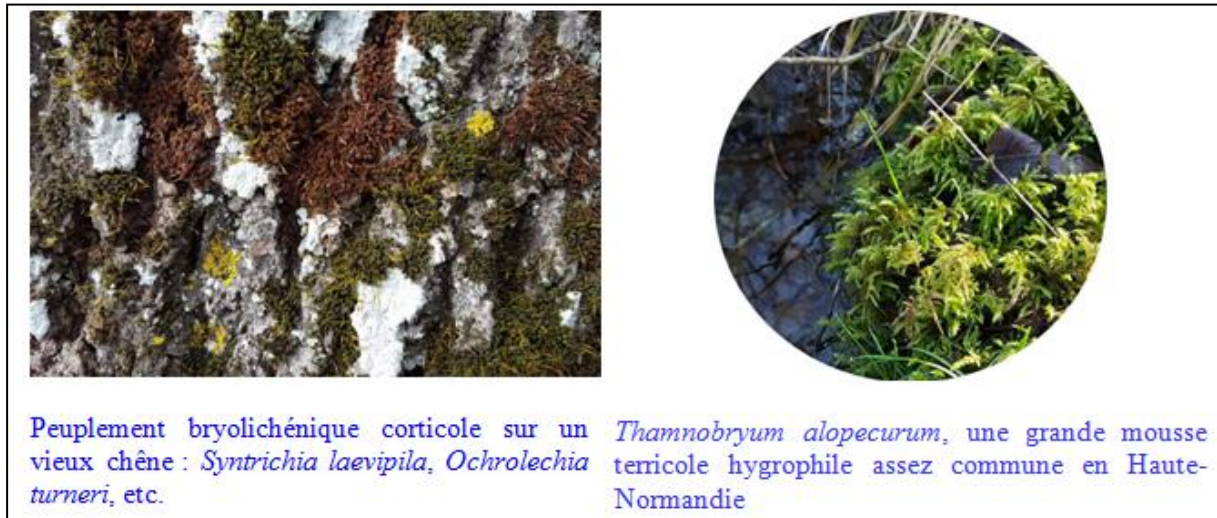 Peuplement bryolichénique corticole sur un
vieux chêne : Syntrichia laevipila, Ochrolechia
turneri, etc.
Thamnobryum alopecurum, une grande mousse
terricole hygrophile assez commune en Haute-
Normandie